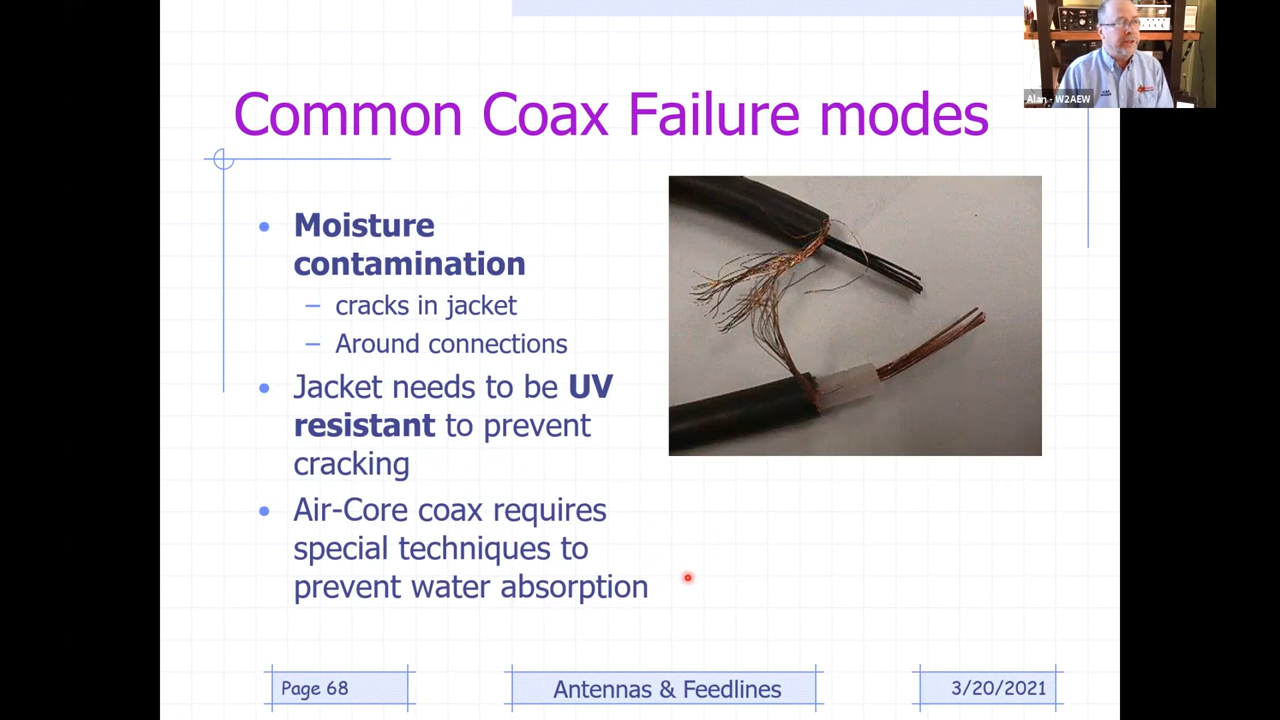 Common Coax Failure modes
Alan - W2AEW
Moisture
contamination
– cracks in jacket
– Around connections
Jacket needs to be UV
resistant to prevent
cracking
Air-Core coax requires
special techniques to
prevent water absorption
Page 68
Antennas & Feedlines
3/20/2021